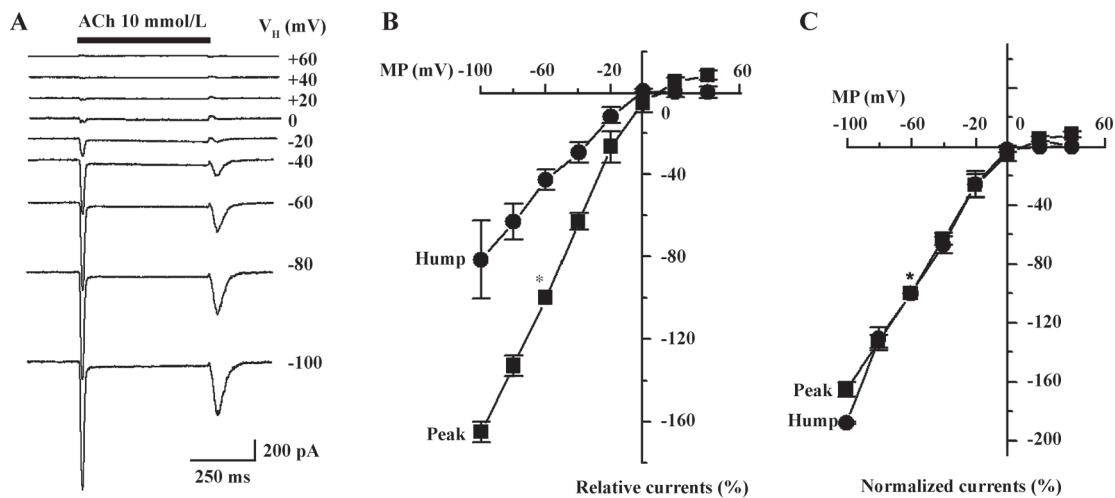 A
ACh 10 mmol/L
V_H (mV)
+60
+40
+20
0
-20
-40
-60
-80
-100
200 pA
250 ms
B
MP (mV) -100
-60
-20
60
0
-40
-80
-120
-160
Hump
*
Peak
Relative currents (%)
C
MP (mV)
-100
-60
-20
0
20
60
-40
-80
-120
-160
-200
*
Peak
Hump
Normalized currents (%)